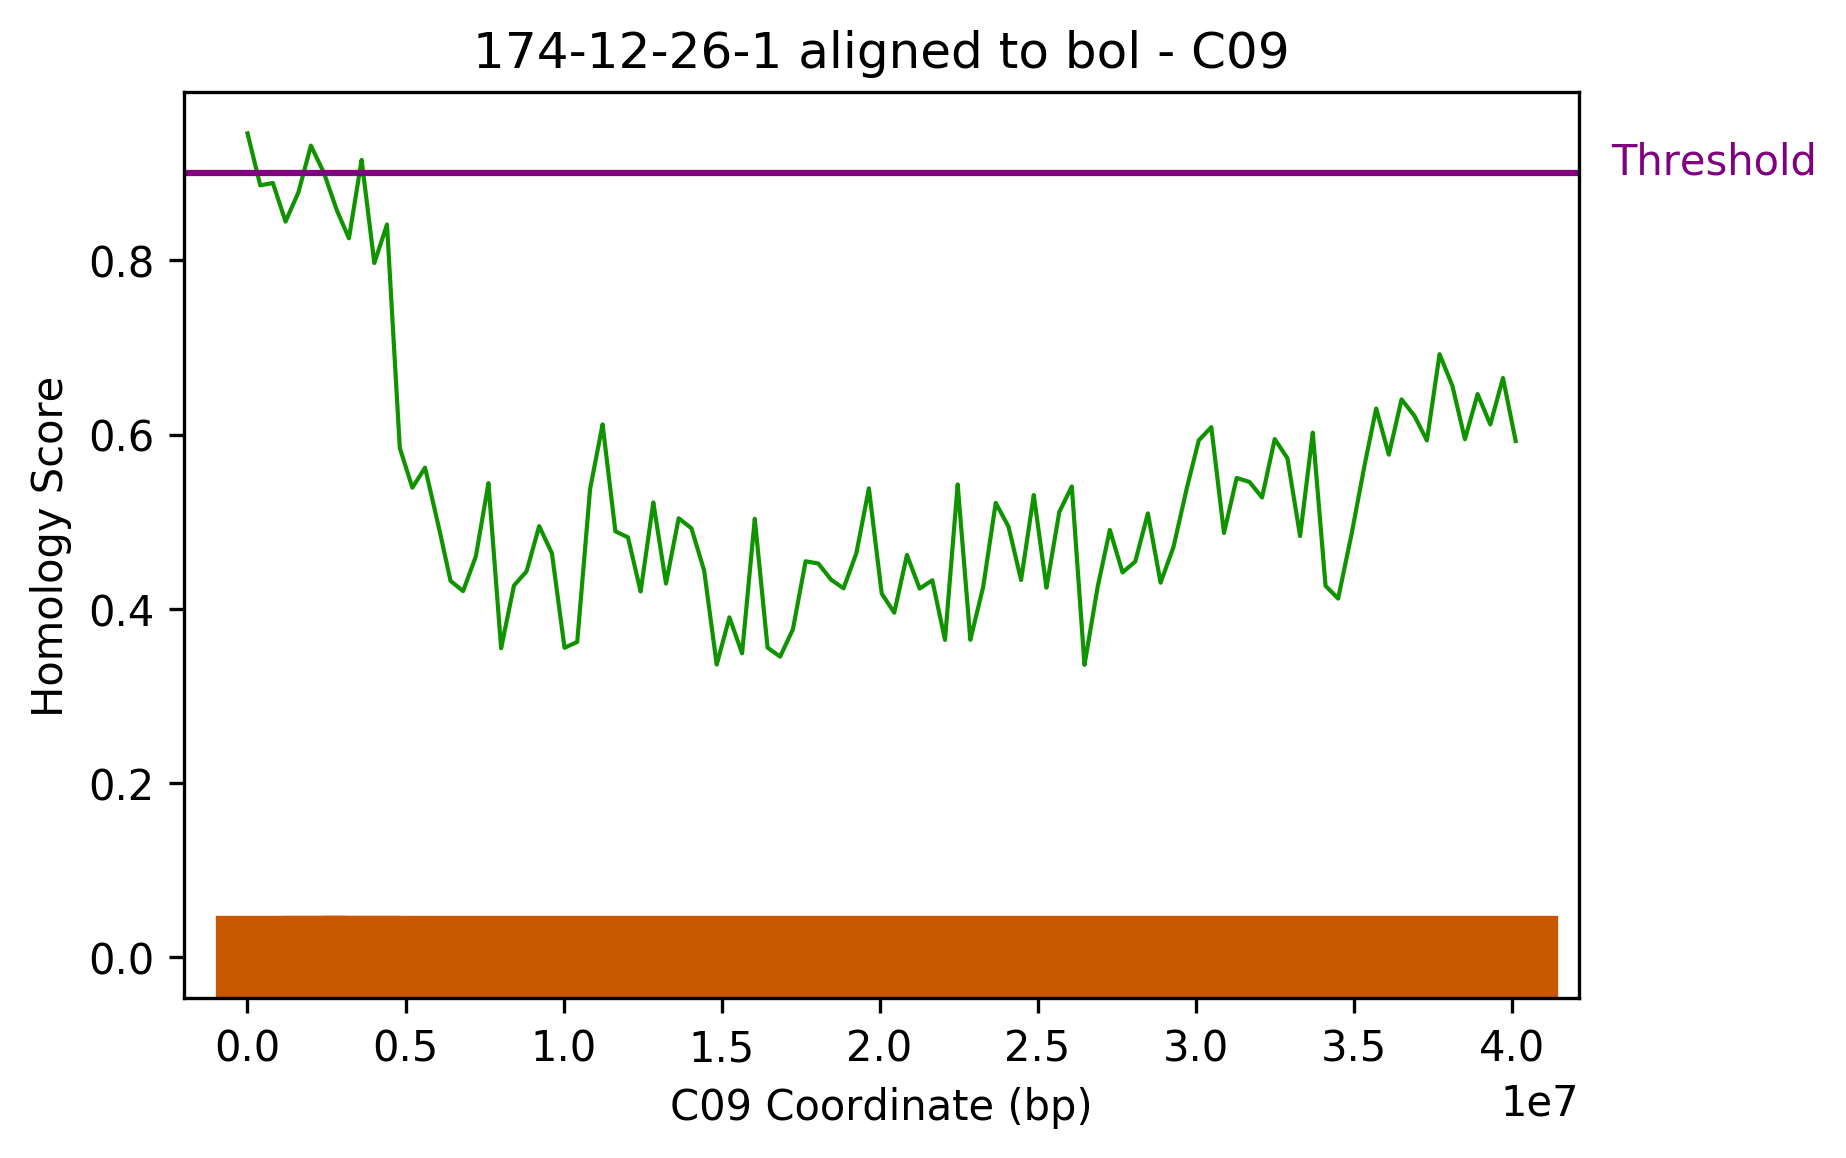 174-12-26-1 aligned to bol - C09
Threshold
Homology Score
0.8
0.6
0.4
0.2
0.0
0.0 0.5 1.0 1.5 2.0 2.5 3.0 3.5 4.0
1e7
C09 Coordinate (bp)